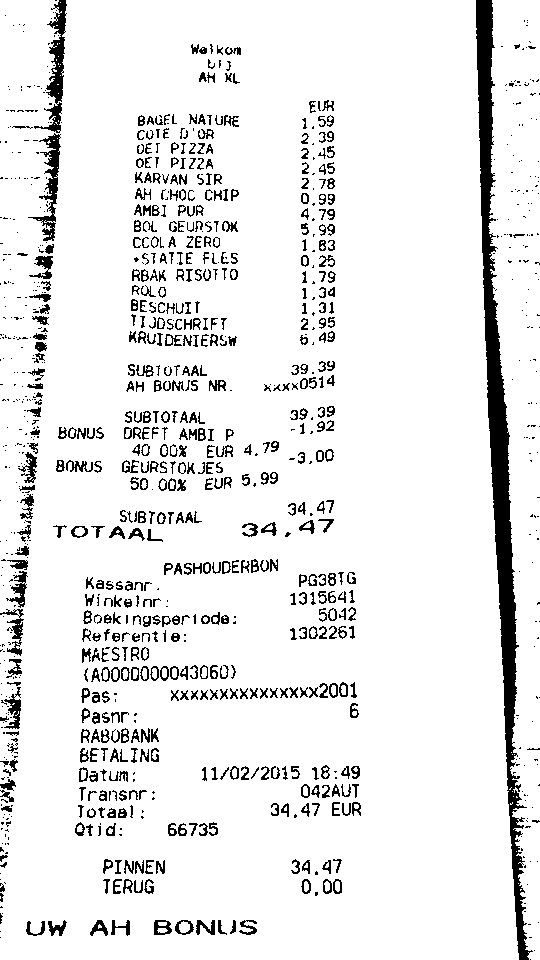 Welkom
bij
AH XL
EUR
BAGEL NATURE 1,59
COTE D'OR 2,39
OET PIZZA 2,45
OET PIZZA 2,45
KARVAN SIR 2,78
AH CHOC CHIP 0,99
AMBI PUR 4,79
BOL GEURSTOK 5,99
CCOLA ZERO 1,83
+STATIE FLES 0,25
RBAK RISOTTO 1,79
ROLO 1,34
BESCHUIT 1,31
TIJDSCHRIFT 2,95
KRUIDENIERSW 6,49
SUBTOTAAL 39,39
AH BONUS NR. xxxx0514
SUBTOTAAL 39,39
BONUS DREFT AMBI P -1,92
40.00% EUR 4,79
BONUS GEURSTOKJES -3,00
50.00% EUR 5,99
SUBTOTAAL 34,47
TOTAAL 34,47
PASHOUDERBON
Kassanr. PG38TG
Winkelnr: 1315641
Boekingsperiode: 5042
Referentie: 1302261
MAESTRO
(A0000000043060)
Pas: xxxxxxxxxxxxxxx2001
Pasnr: 6
RABOBANK
BETALING
Datum: 11/02/2015 18:49
Transnr: 042AUT
Totaal: 34,47 EUR
Qtid: 66735
PINNEN 34,47
TERUG 0,00
UW AH BONUS